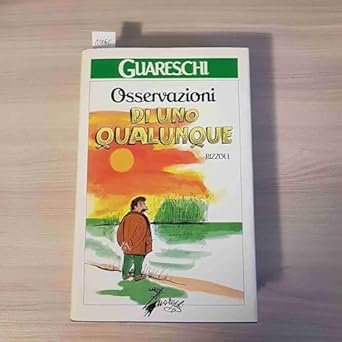 GUARESCHI
Osservazioni
DI UNO
QUALUNQUE
RIZZOLI